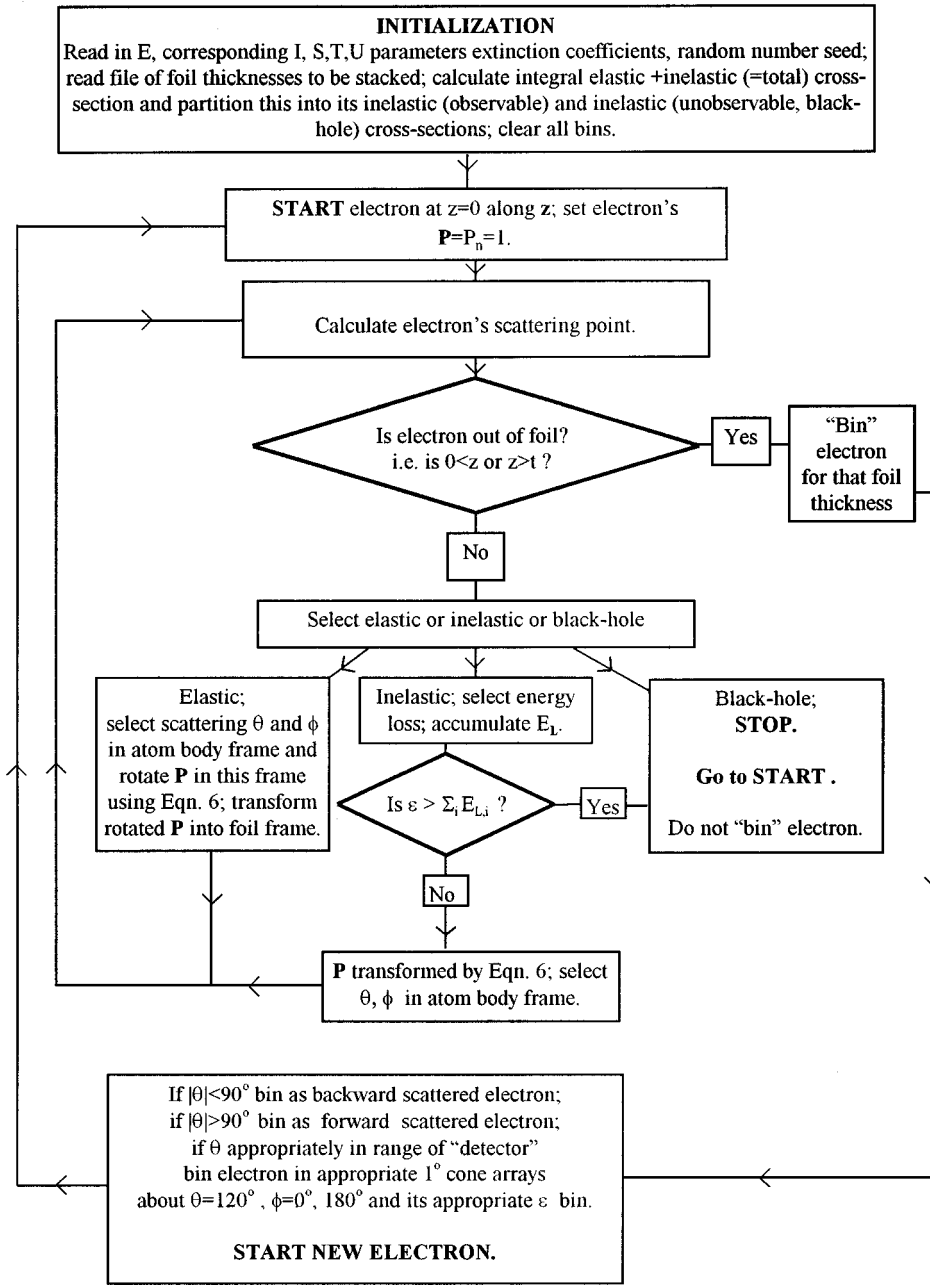 INITIALIZATION
Read in E, corresponding I, S,T,U parameters extinction coefficients, random number seed;
read file of foil thicknesses to be stacked; calculate integral elastic +inelastic (=total) cross-
section and partition this into its inelastic (observable) and inelastic (unobservable, black-
hole) cross-sections; clear all bins.
START electron at z=0 along z; set electron's
P=Pn=1.
Calculate electron's scattering point.
Is electron out of foil?
i.e. is 0<z or z>t ?
Yes
“Bin”
electron
for that foil
thickness
No
Select elastic or inelastic or black-hole
Elastic;
select scattering θ and ϕ
in atom body frame and
rotate P in this frame
using Eqn. 6; transform
rotated P into foil frame.
Inelastic; select energy
loss; accumulate EL.
Is ε > Σi EL,i ?
Yes
Black-hole;
STOP.
Go to START .
Do not “bin” electron.
No
P transformed by Eqn. 6; select
θ, ϕ in atom body frame.
If |θ|<90° bin as backward scattered electron;
if |θ|>90° bin as forward scattered electron;
if θ appropriately in range of “detector”
bin electron in appropriate 1° cone arrays
about θ=120° , ϕ=0°, 180° and its appropriate ε bin.
START NEW ELECTRON.